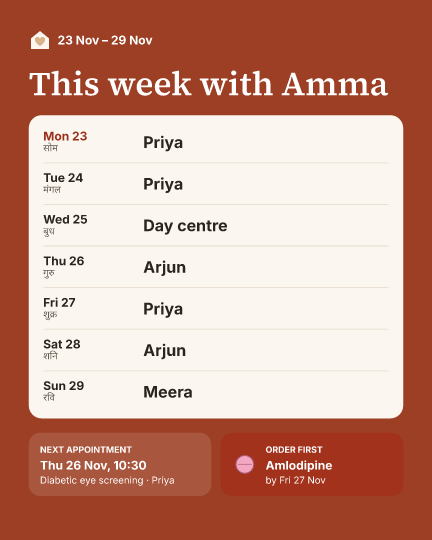 23 Nov – 29 Nov
This week with Amma
Mon 23
सोम
Priya
Tue 24
मंगल
Priya
Wed 25
बुध
Day centre
Thu 26
गुरु
Arjun
Fri 27
शुक्र
Priya
Sat 28
शनि
Arjun
Sun 29
रवि
Meera
NEXT APPOINTMENT
Thu 26 Nov, 10:30
Diabetic eye screening · Priya
ORDER FIRST
Amlodipine
by Fri 27 Nov